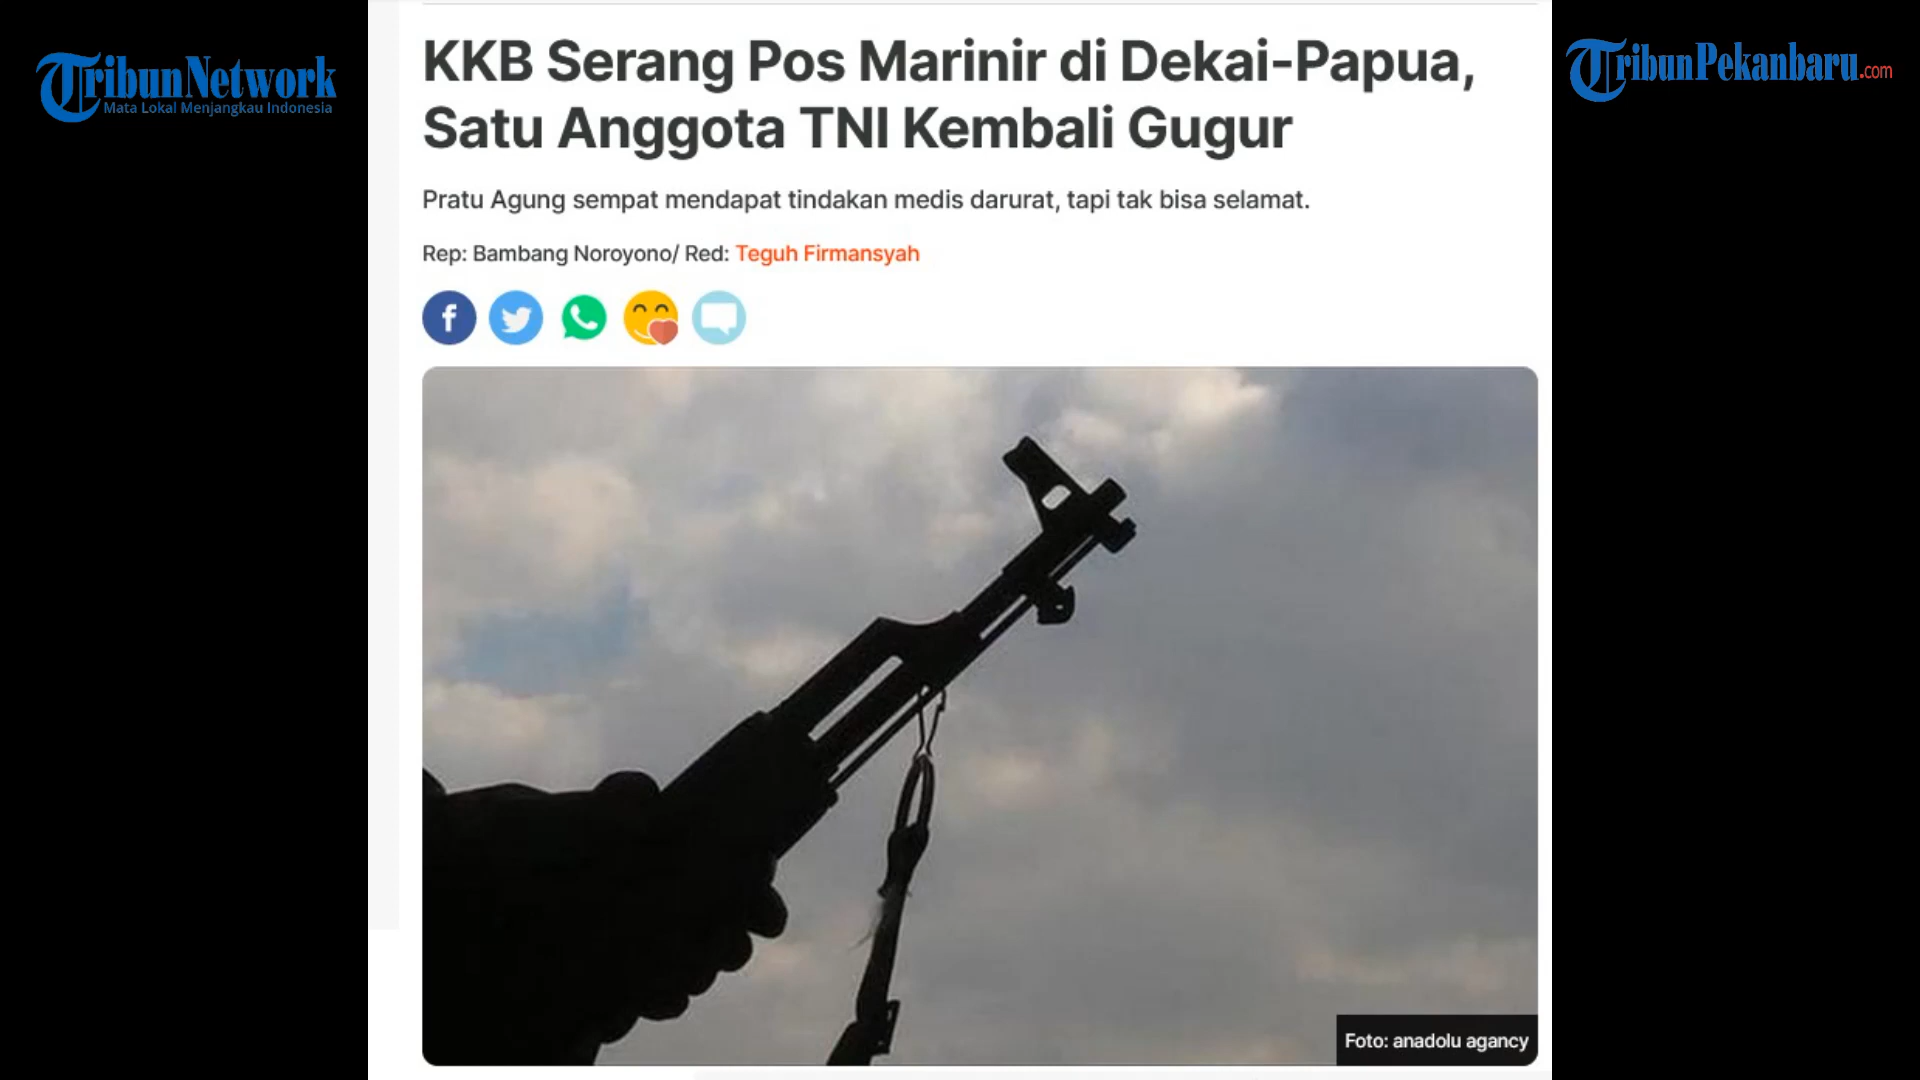 TribunNetwork
Mata Lokal Menjangkau Indonesia
TribunPekanbaru.com
KKB Serang Pos Marinir di Dekai-Papua,
Satu Anggota TNI Kembali Gugur
Pratu Agung sempat mendapat tindakan medis darurat, tapi tak bisa selamat.
Rep: Bambang Noroyono/ Red: Teguh Firmansyah
f
Foto: anadolu agancy